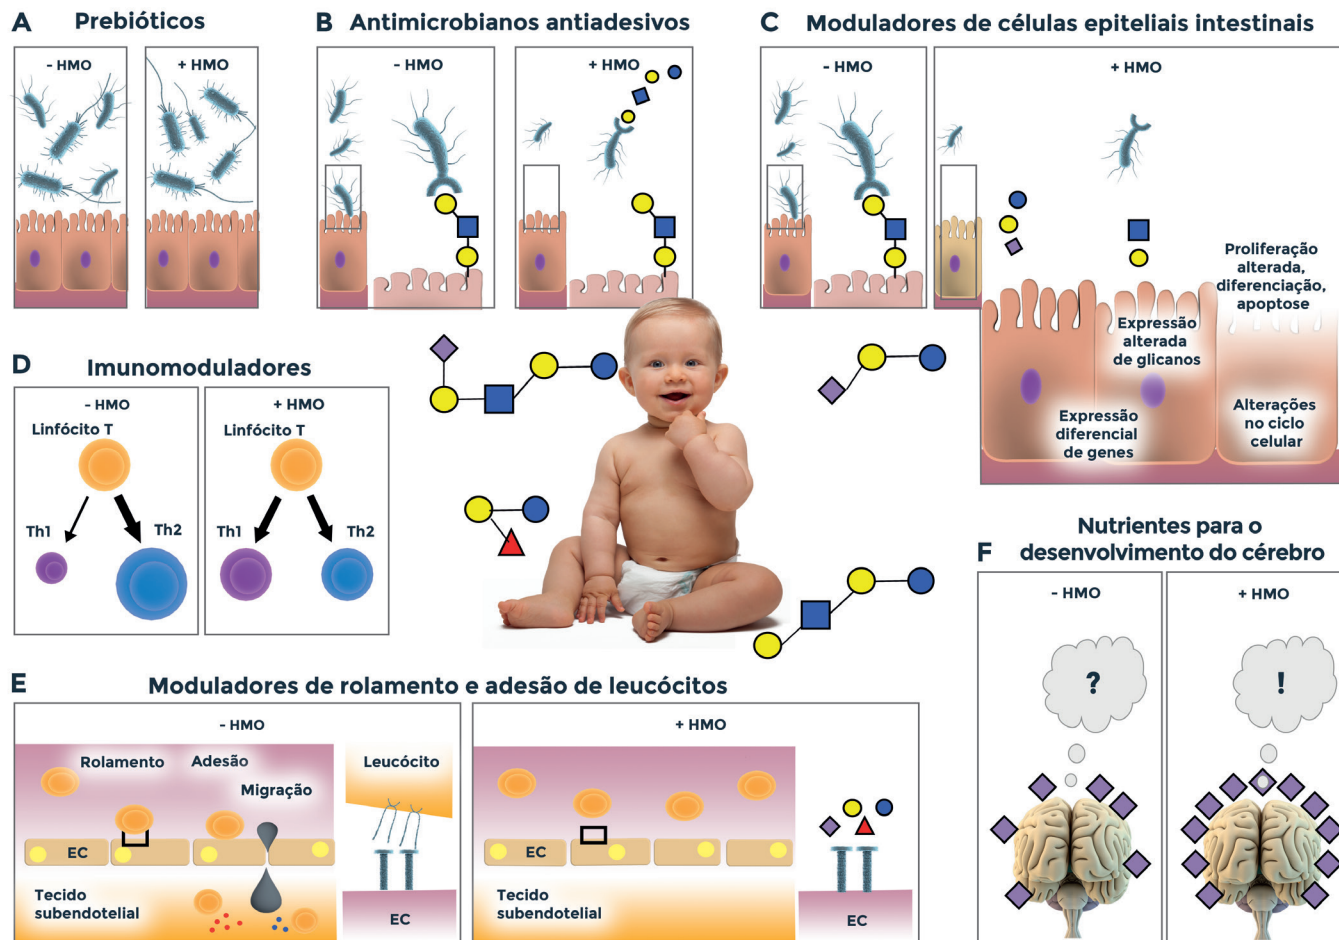 A Prebióticos
- HMO
+ HMO
B Antimicrobianos antiadesivos
- HMO
+ HMO
C Moduladores de células epiteliais intestinais
- HMO
+ HMO
Proliferação
alterada,
diferenciação,
apoptose
Expressão
alterada
de glicanos
Expressão
diferencial
de genes
Alterações
no ciclo
celular
D Imunomoduladores
- HMO
Linfócito T
Th1
Th2
+ HMO
Linfócito T
Th1
Th2
E Moduladores de rolamento e adesão de leucócitos
- HMO
Rolamento
Adesão
Migração
EC
Tecido
subendotelial
Leucócito
EC
+ HMO
EC
Tecido
subendotelial
EC
F Nutrientes para o
desenvolvimento do cérebro
- HMO
?
+ HMO
!